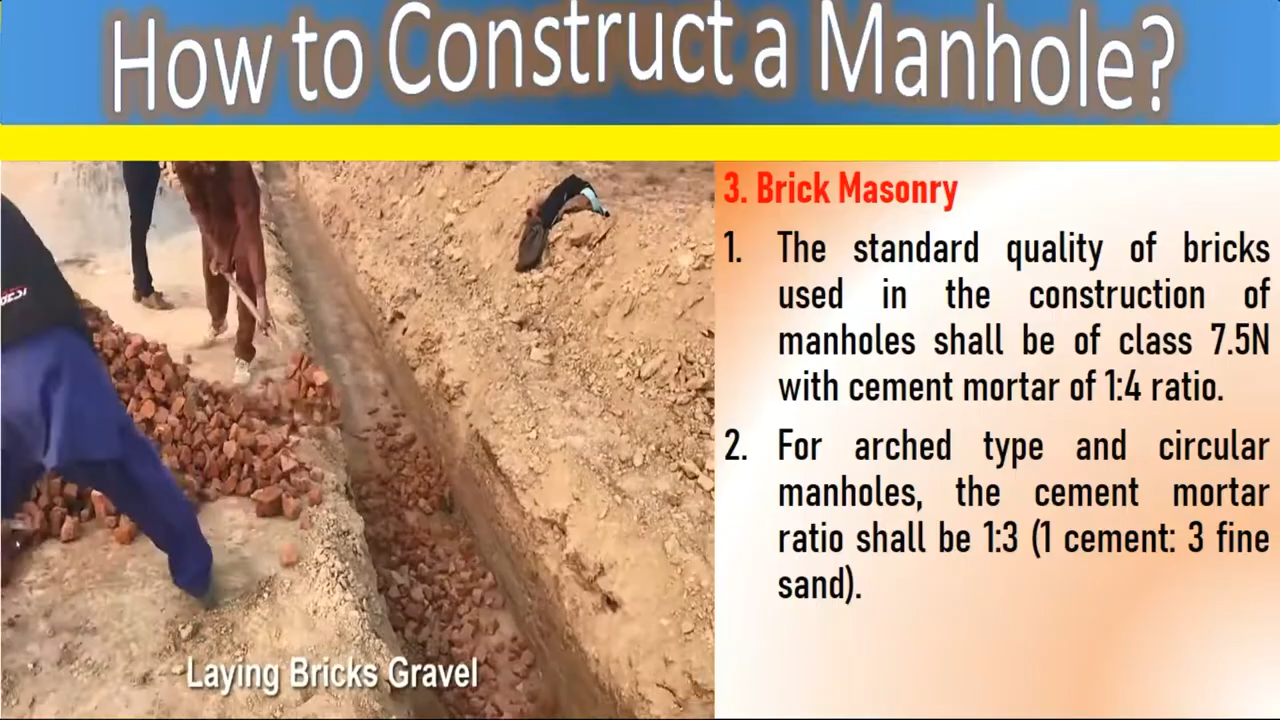 How to Construct a Manhole?
3. Brick Masonry
1. The standard quality of bricks
used in the construction of
manholes shall be of class 7.5N
with cement mortar of 1:4 ratio.
2. For arched type and circular
manholes, the cement mortar
ratio shall be 1:3 (1 cement: 3 fine
sand).
Laying Bricks Gravel